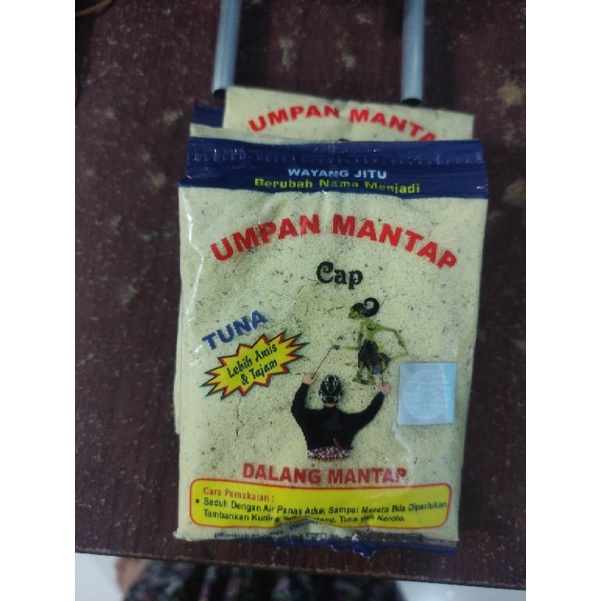 UMPAN MANTA
WAYANG JITU
Berubah Nama Menjadi
UMPAN MANTAP
Cap
TUNA
Lebih Amis
& Tajam
DALANG MANTAP
Cara Pemakaian :
• Seduh Dengan Air Panas Aduk Sampai Merata Bila Diperlukan
Tambahkan Kuning Tuna dan Keroto.